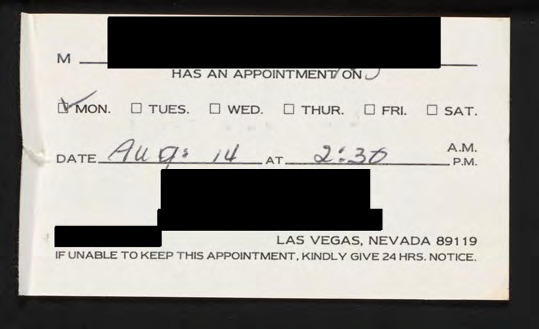 M
HAS AN APPOINTMENT ON
☑ MON. ☐ TUES. ☐ WED. ☐ THUR. ☐ FRI. ☐ SAT.
DATE Aug. 14 AT 2:30 A.M. P.M.
LAS VEGAS, NEVADA 89119
IF UNABLE TO KEEP THIS APPOINTMENT, KINDLY GIVE 24 HRS. NOTICE.